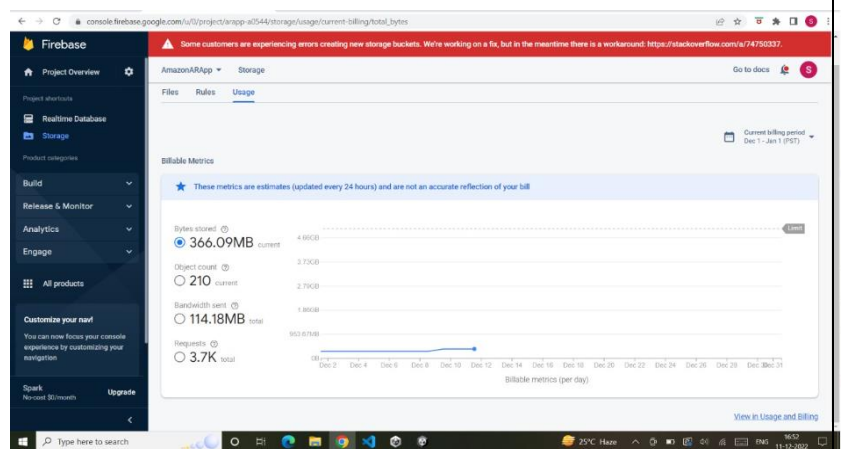 console.firebase.google.com/u/0/project/arapp-a0544/storage/usage/current-billing/total_bytes
Firebase
Some customers are experiencing errors creating new storage buckets. We're working on a fix, but in the meantime there is a workaround: https://stackoverflow.com/a/74750337.
Project Overview
AmazonARApp Storage
Go to docs
S
Project shortcuts
Files Rules Usage
Realtime Database
Storage
Current billing period
Dec 1 - Jan 1 (PST)
Product categories
Billable Metrics
Build
These metrics are estimates (updated every 24 hours) and are not an accurate reflection of your bill
Release & Monitor
Analytics
Engage
All products
Bytes stored
366.09MB current
Object count
210 current
Bandwidth sent
114.18MB total
Requests
3.7K total
Limit
4.66GB
3.73GB
2.79GB
1.86GB
953.67MB
0B
Dec 2 Dec 4 Dec 6 Dec 8 Dec 10 Dec 12 Dec 14 Dec 16 Dec 18 Dec 20 Dec 22 Dec 24 Dec 26 Dec 28 Dec 31
Billable metrics (per day)
Customize your nav!
You can now focus your console
experience by customizing your
navigation
Spark
No-cost $0/month
Upgrade
View in Usage and Billing
Type here to search
25°C Haze
ENG
16:52
11-12-2022